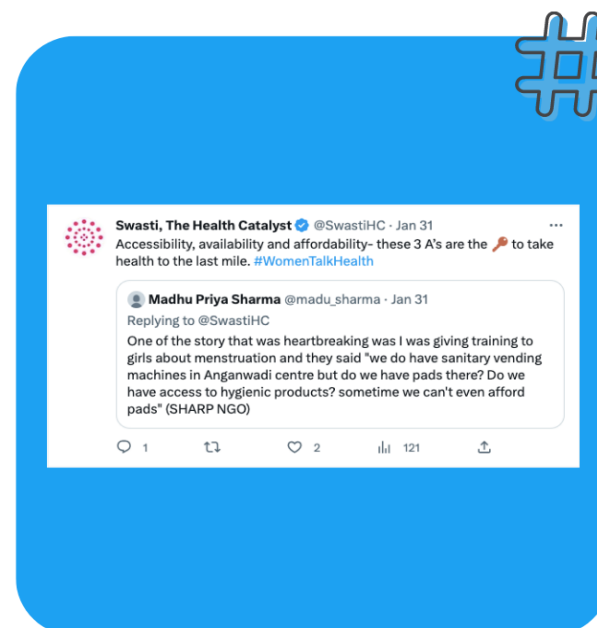 #
Swasti, The Health Catalyst @SwastiHC · Jan 31
Accessibility, availability and affordability- these 3 A's are the 🔑 to take
health to the last mile. #WomenTalkHealth
Madhu Priya Sharma @madu_sharma · Jan 31
Replying to @SwastiHC
One of the story that was heartbreaking was I was giving training to
girls about menstruation and they said "we do have sanitary vending
machines in Anganwadi centre but do we have pads there? Do we
have access to hygienic products? sometime we can't even afford
pads" (SHARP NGO)
1 2 121